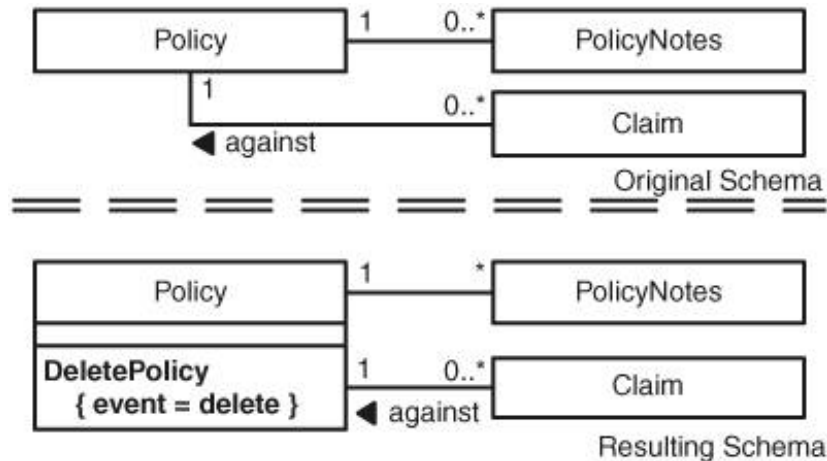 Policy 1 0..* PolicyNotes
1 0..* Claim
◀ against
Original Schema
Policy 1 * PolicyNotes
DeletePolicy 1 0..* Claim
{ event = delete } ◀ against
Resulting Schema